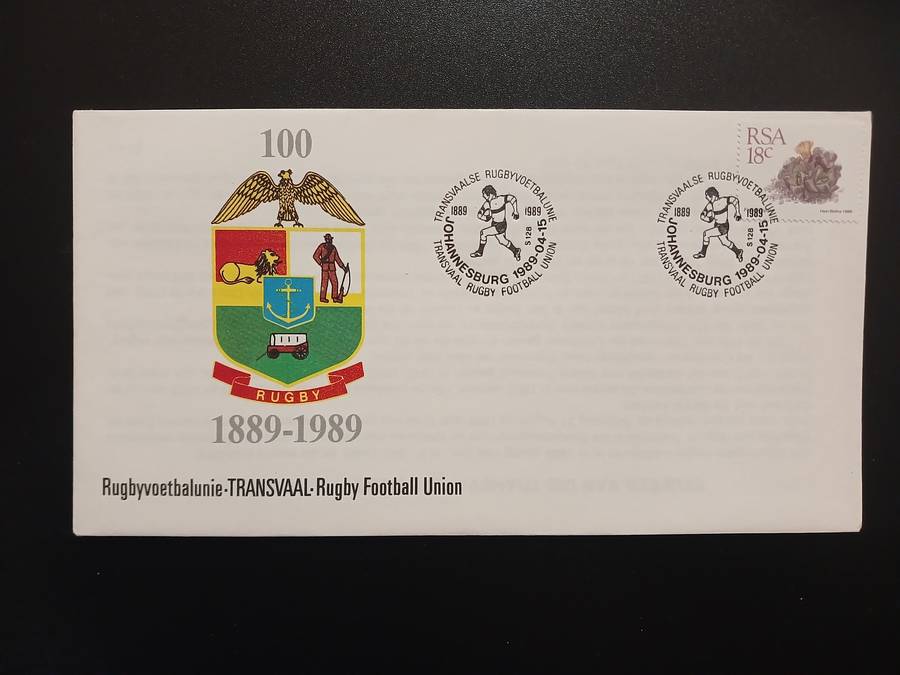 100
RUGBY
1889-1989
Rugbyvoetbalunie·TRANSVAAL·Rugby Football Union
TRANSVAALSE RUGBYVOETBALUNIE
1889 1989
S 128
JOHANNESBURG 1989-04-15
TRANSVAAL RUGBY FOOTBALL UNION
RSA
18c
TRANSVAALSE RUGBYVOETBALUNIE
1889 1989
S 128
JOHANNESBURG 1989-04-15
TRANSVAAL RUGBY FOOTBALL UNION